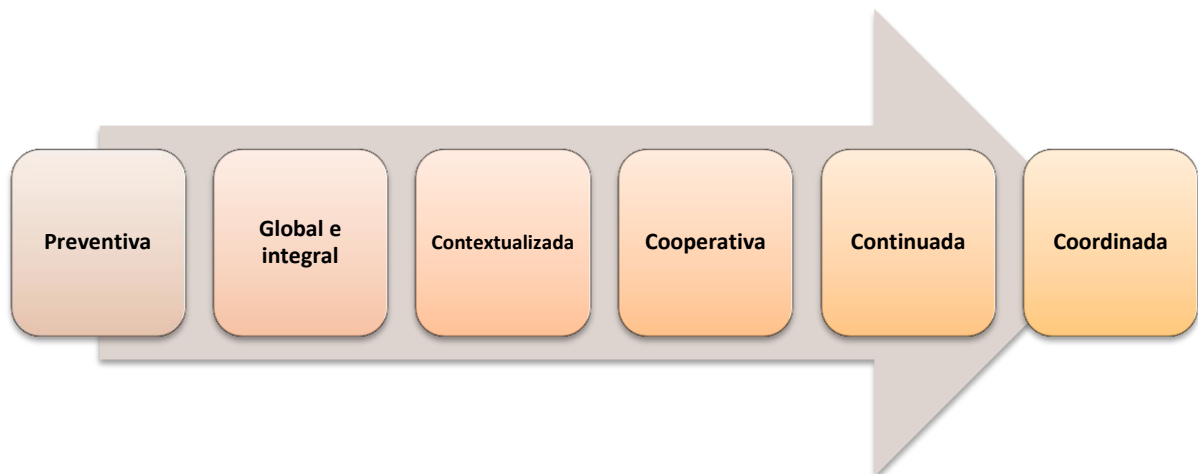 Preventiva
Global e
integral
Contextualizada
Cooperativa
Continuada
Coordinada